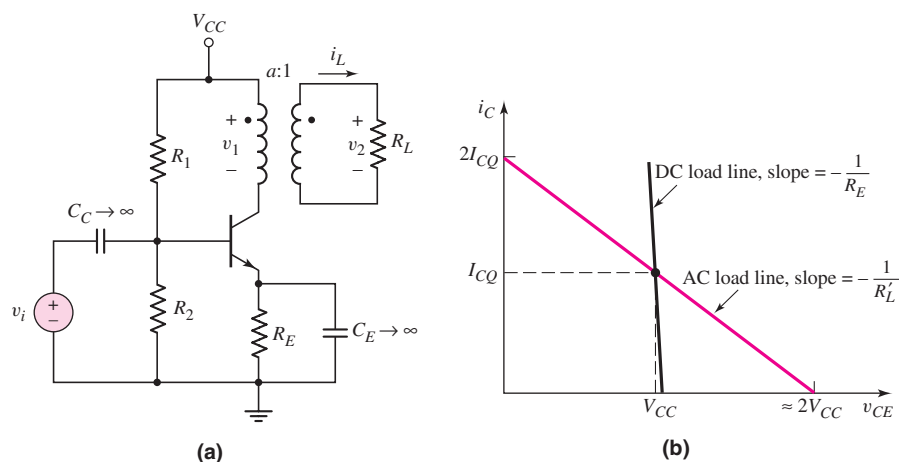 V_CC
a:1
i_L
+
v_1
−
+
v_2
−
R_L
R_1
C_C → ∞
v_i
+
−
R_2
R_E
C_E → ∞
(a)
i_C
2I_CQ
DC load line, slope = − 1/R_E
I_CQ
AC load line, slope = − 1/R'_L
V_CC
≈ 2V_CC
v_CE
(b)